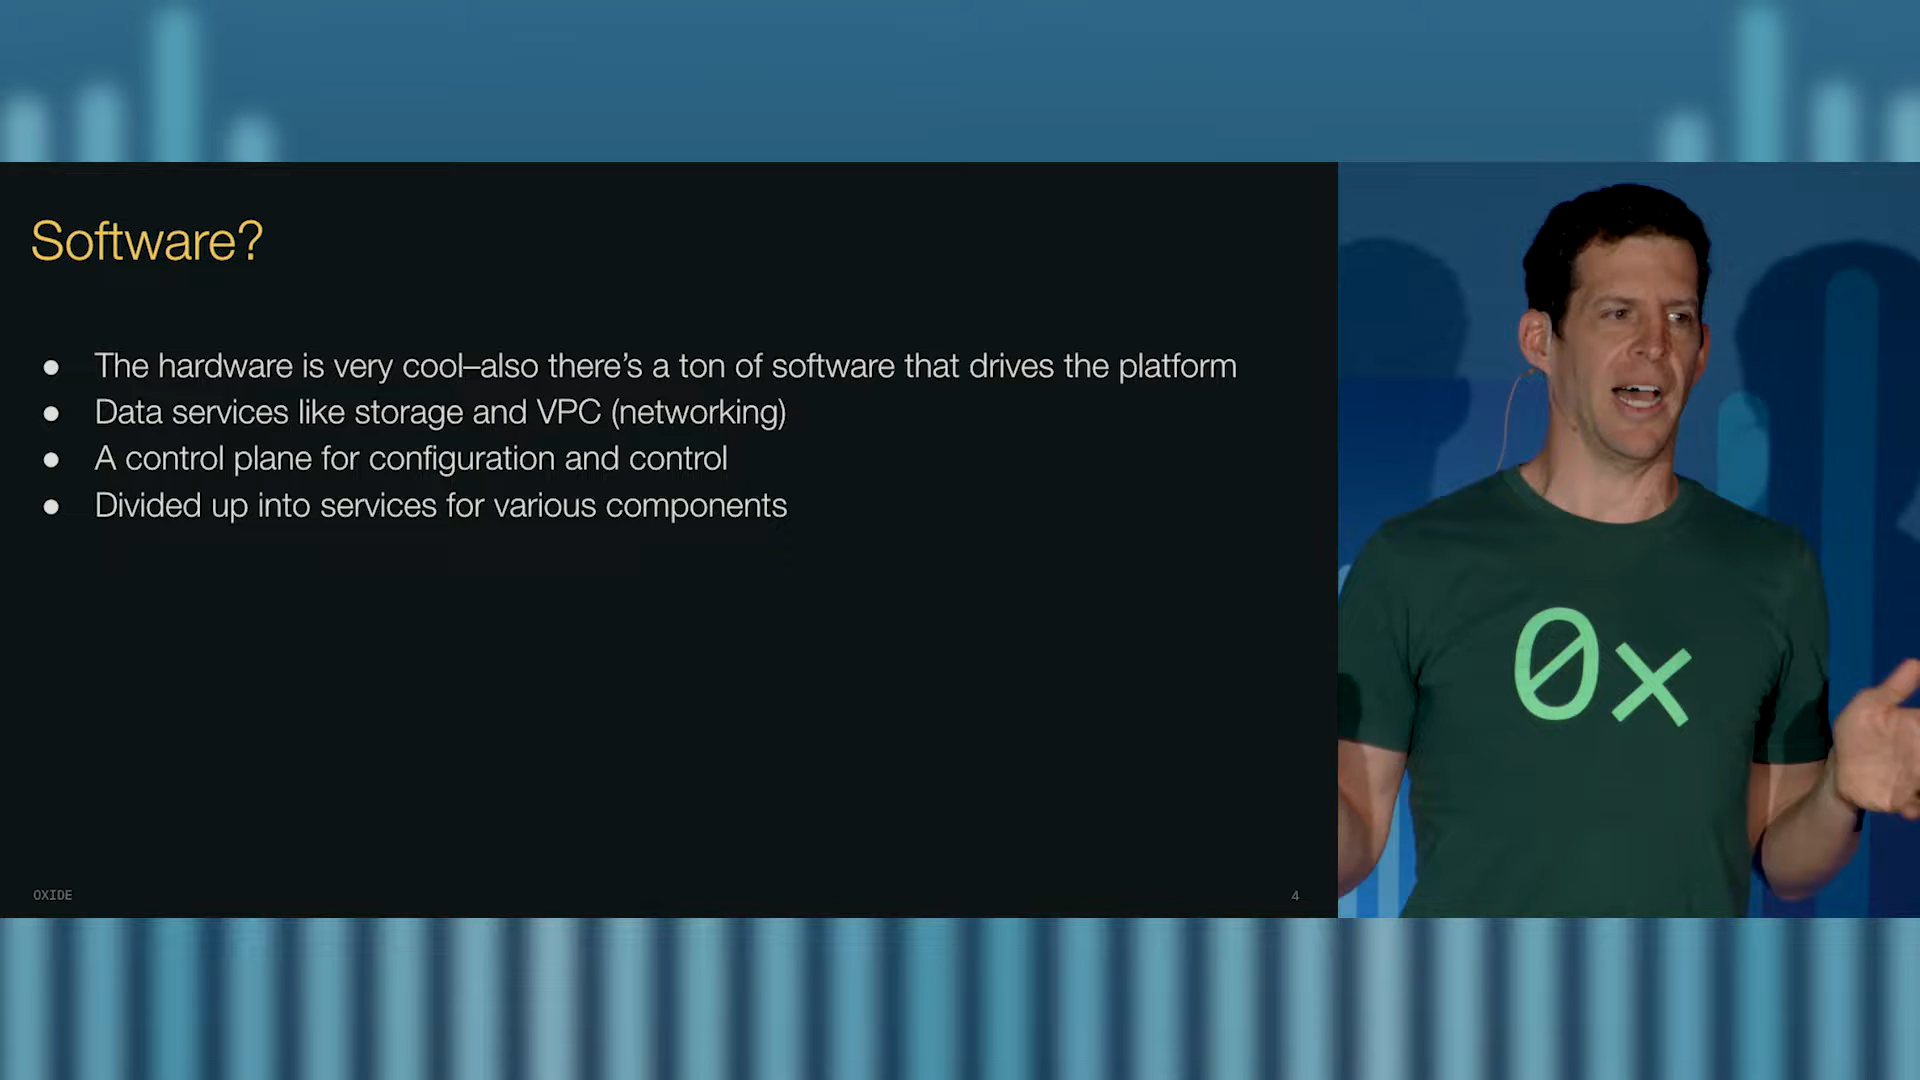 Software?
● The hardware is very cool–also there’s a ton of software that drives the platform
● Data services like storage and VPC (networking)
● A control plane for configuration and control
● Divided up into services for various components
0x
OXIDE
4